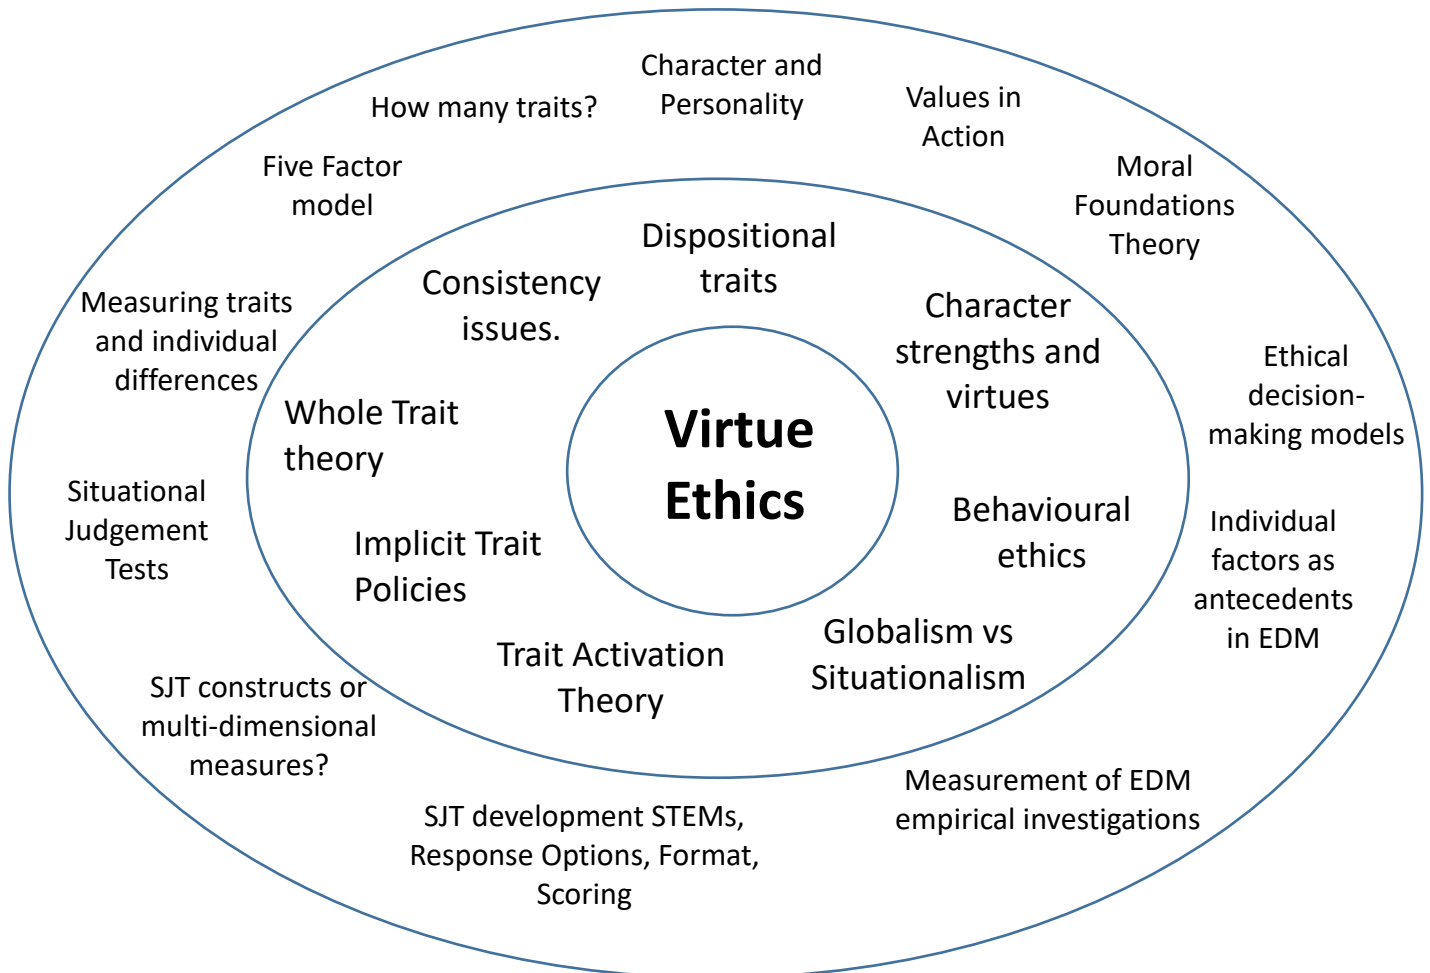 Character and
Personality
How many traits?
Values in
Action
Five Factor
model
Moral
Foundations
Theory
Dispositional
traits
Consistency
issues.
Character
strengths and
virtues
Measuring traits
and individual
differences
Ethical
decision-
making models
Whole Trait
theory
Virtue
Ethics
Situational
Judgement
Tests
Behavioural
ethics
Individual
factors as
antecedents
in EDM
Implicit Trait
Policies
Globalism vs
Situationalism
Trait Activation
Theory
SJT constructs or
multi-dimensional
measures?
Measurement of EDM
empirical investigations
SJT development STEMs,
Response Options, Format,
Scoring